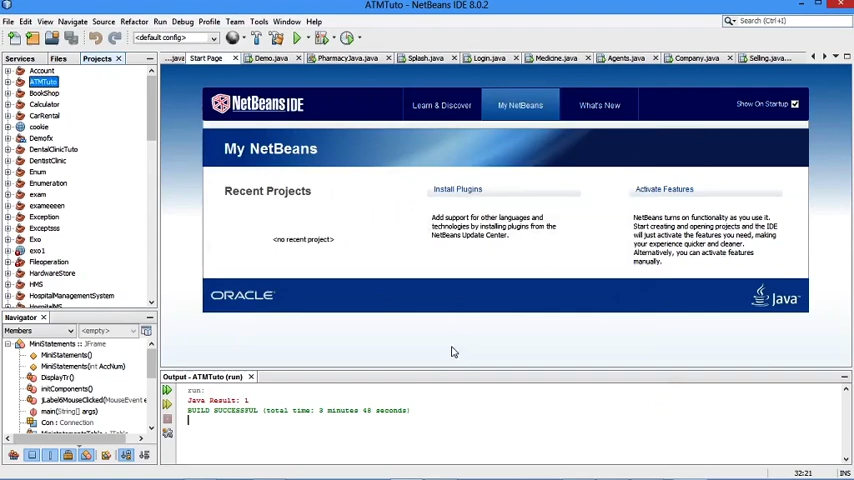 ATMTuto - NetBeans IDE 8.0.2
File Edit View Navigate Source Refactor Run Debug Profile Team Tools Window Help
Search (Ctrl+I)
<default config>
Services Files Projects
...java Start Page Demo.java PharmacyJava.java Splash.java Login.java Medicine.java Agents.java Company.java Selling.java...
Account
ATMTuto
BookShop
Calculator
CarRental
cookie
Demofx
DentalClinicTuto
DentistClinic
Enum
Enumeration
exam
exameeen
Exception
Exceptsss
Exo
exo1
Fileoperation
HardwareStore
HMS
HospitalManagementSystem
HospitalMS
NetBeans IDE
Learn & Discover
My NetBeans
What's New
Show On Startup
My NetBeans
Recent Projects
<no recent project>
Install Plugins
Add support for other languages and
technologies by installing plugins from the
NetBeans Update Center.
Activate Features
NetBeans turns on functionality as you use it.
Start creating and opening projects and the IDE
will just activate the features you need, making
your experience quicker and cleaner.
Alternatively, you can activate features
manually.
ORACLE
Java
Navigator
Members <empty>
MiniStatements :: JFrame
MiniStatements()
MiniStatements(int AccNum)
DisplayTr()
initComponents()
jLabel6MouseClicked(MouseEvent
main(String[] args)
Con : Connection
Output - ATMTuto (run)
run:
Java Result: 1
BUILD SUCCESSFUL (total time: 3 minutes 48 seconds)
32:21 INS